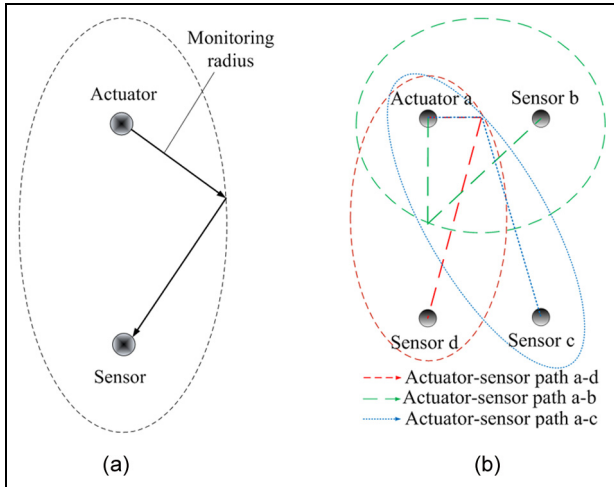 Monitoring
radius
Actuator
Sensor
(a)
Actuator a
Sensor b
Sensor d
Sensor c
Actuator-sensor path a-d
Actuator-sensor path a-b
Actuator-sensor path a-c
(b)